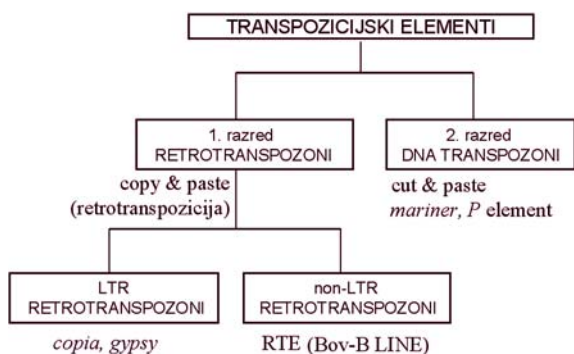 TRANSPOZICIJSKI ELEMENTI
1. razred
RETROTRANSPOZONI
copy & paste
(retrotranspozicija)
2. razred
DNA TRANSPOZONI
cut & paste
mariner, P element
LTR
RETROTRANSPOZONI
copia, gypsy
non-LTR
RETROTRANSPOZONI
RTE (Bov-B LINE)